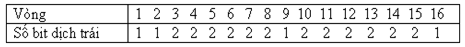 Vòng 1 2 3 4 5 6 7 8 9 10 11 12 13 14 15 16
Số bit dịch trái 1 1 2 2 2 2 2 2 1 2 2 2 2 2 2 1